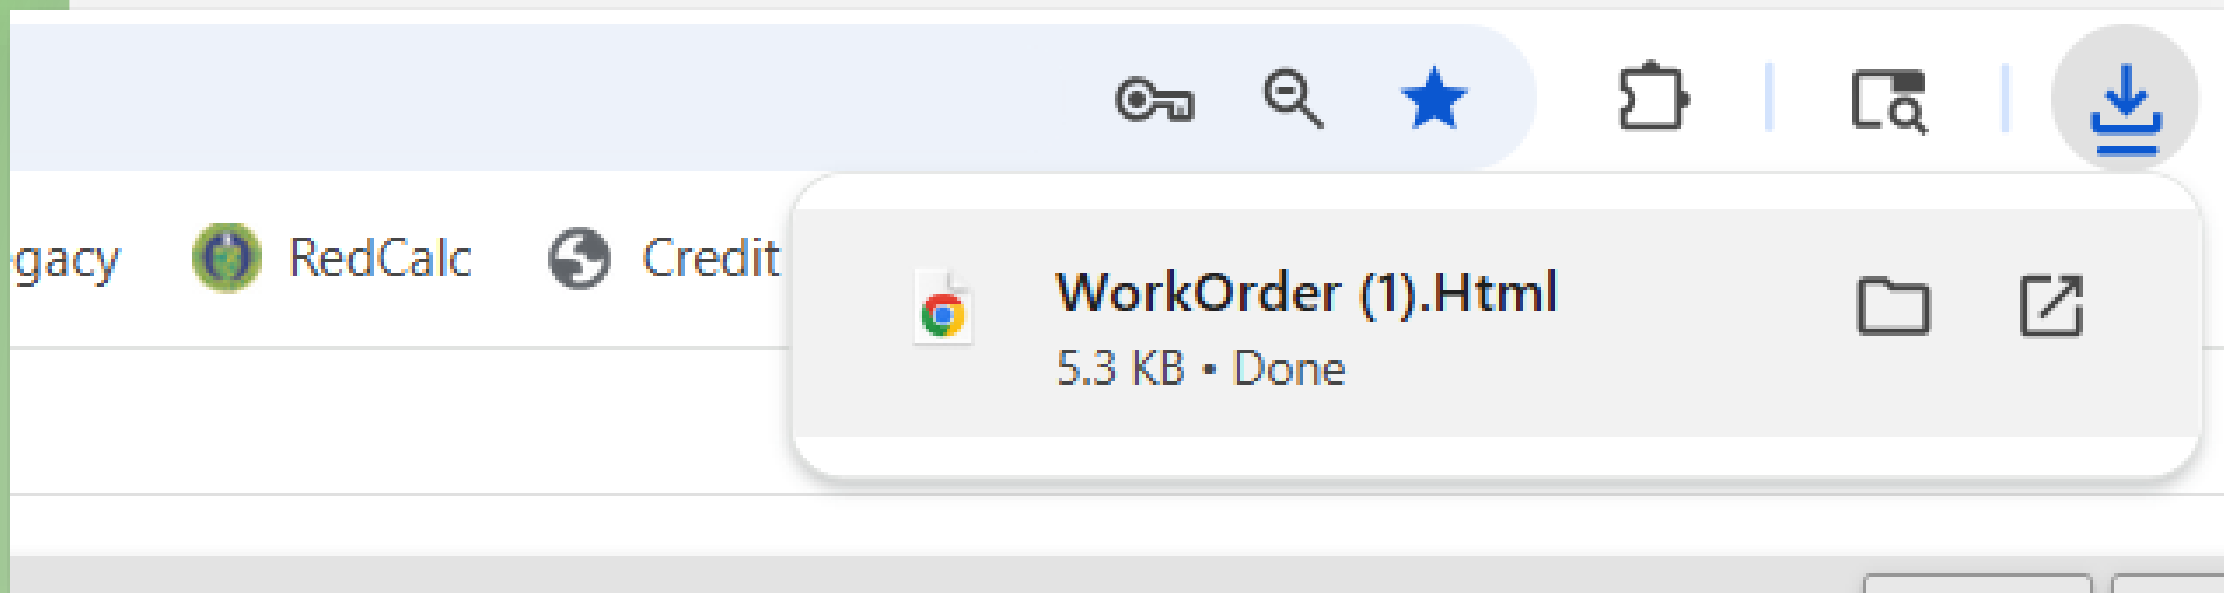 gacy RedCalc Credit
WorkOrder (1).Html
5.3 KB • Done